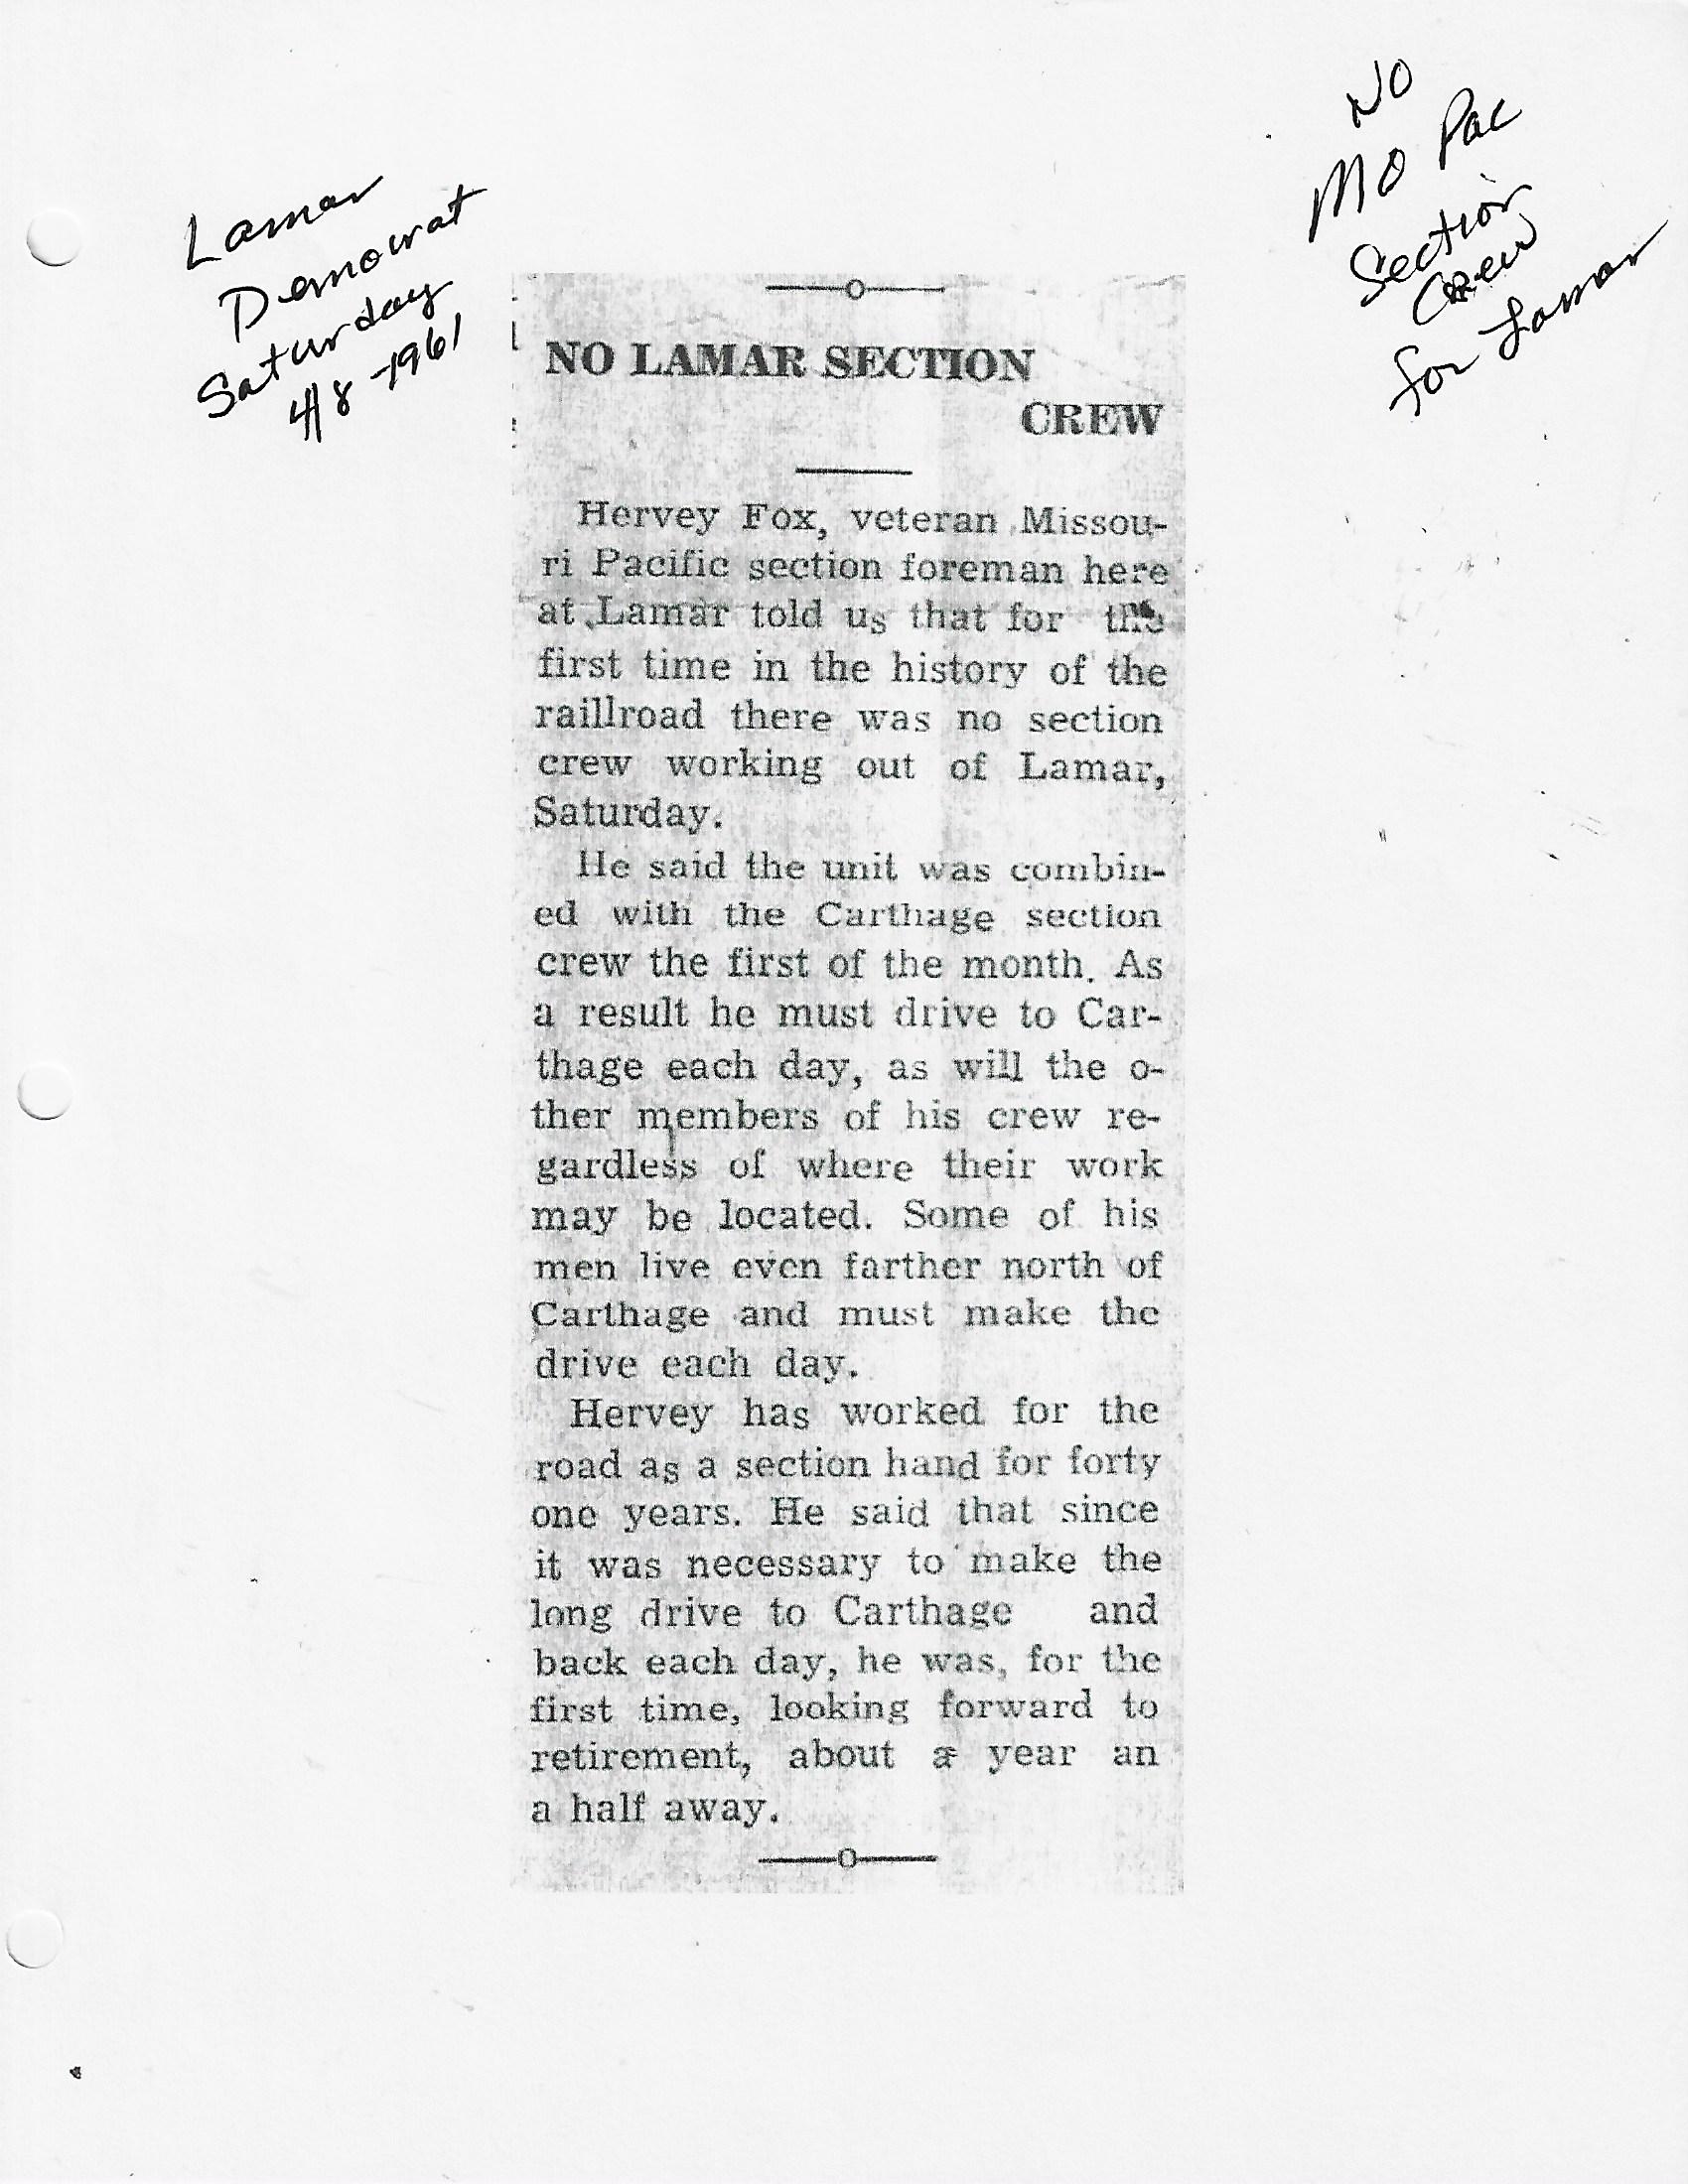 Lamar
Democrat
Saturday
4/8-1961
NO
MO Pac
Section
Crew
for Lamar
NO LAMAR SECTION
CREW
Hervey Fox, veteran Missou-
ri Pacific section foreman here
at Lamar told us that for the
first time in the history of the
raillroad there was no section
crew working out of Lamar,
Saturday.
He said the unit was combin-
ed with the Carthage section
crew the first of the month. As
a result he must drive to Car-
thage each day, as will the o-
ther members of his crew re-
gardless of where their work
may be located. Some of his
men live even farther north of
Carthage and must make the
drive each day.
Hervey has worked for the
road as a section hand for forty
one years. He said that since
it was necessary to make the
long drive to Carthage and
back each day, he was, for the
first time, looking forward to
retirement, about a year an
a half away.